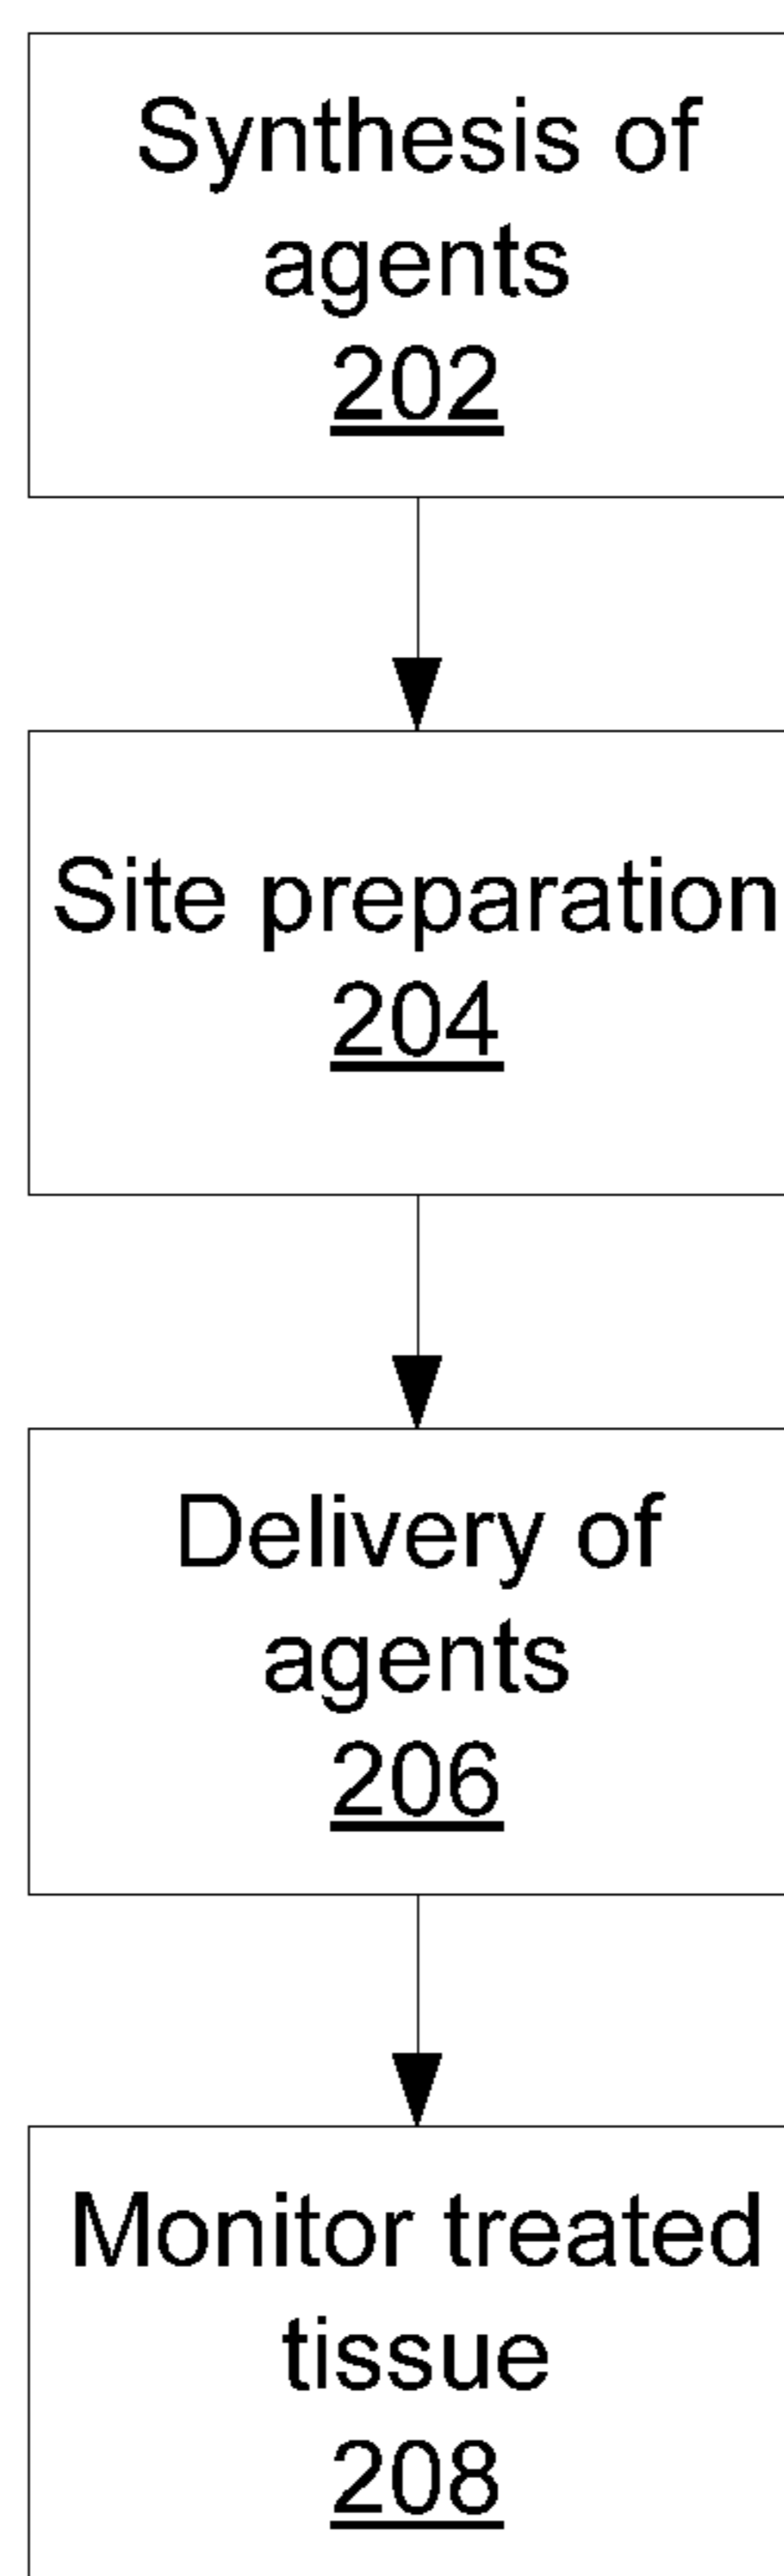 Synthesis of
agents
202
Site preparation
204
Delivery of
agents
206
Monitor treated
tissue
208